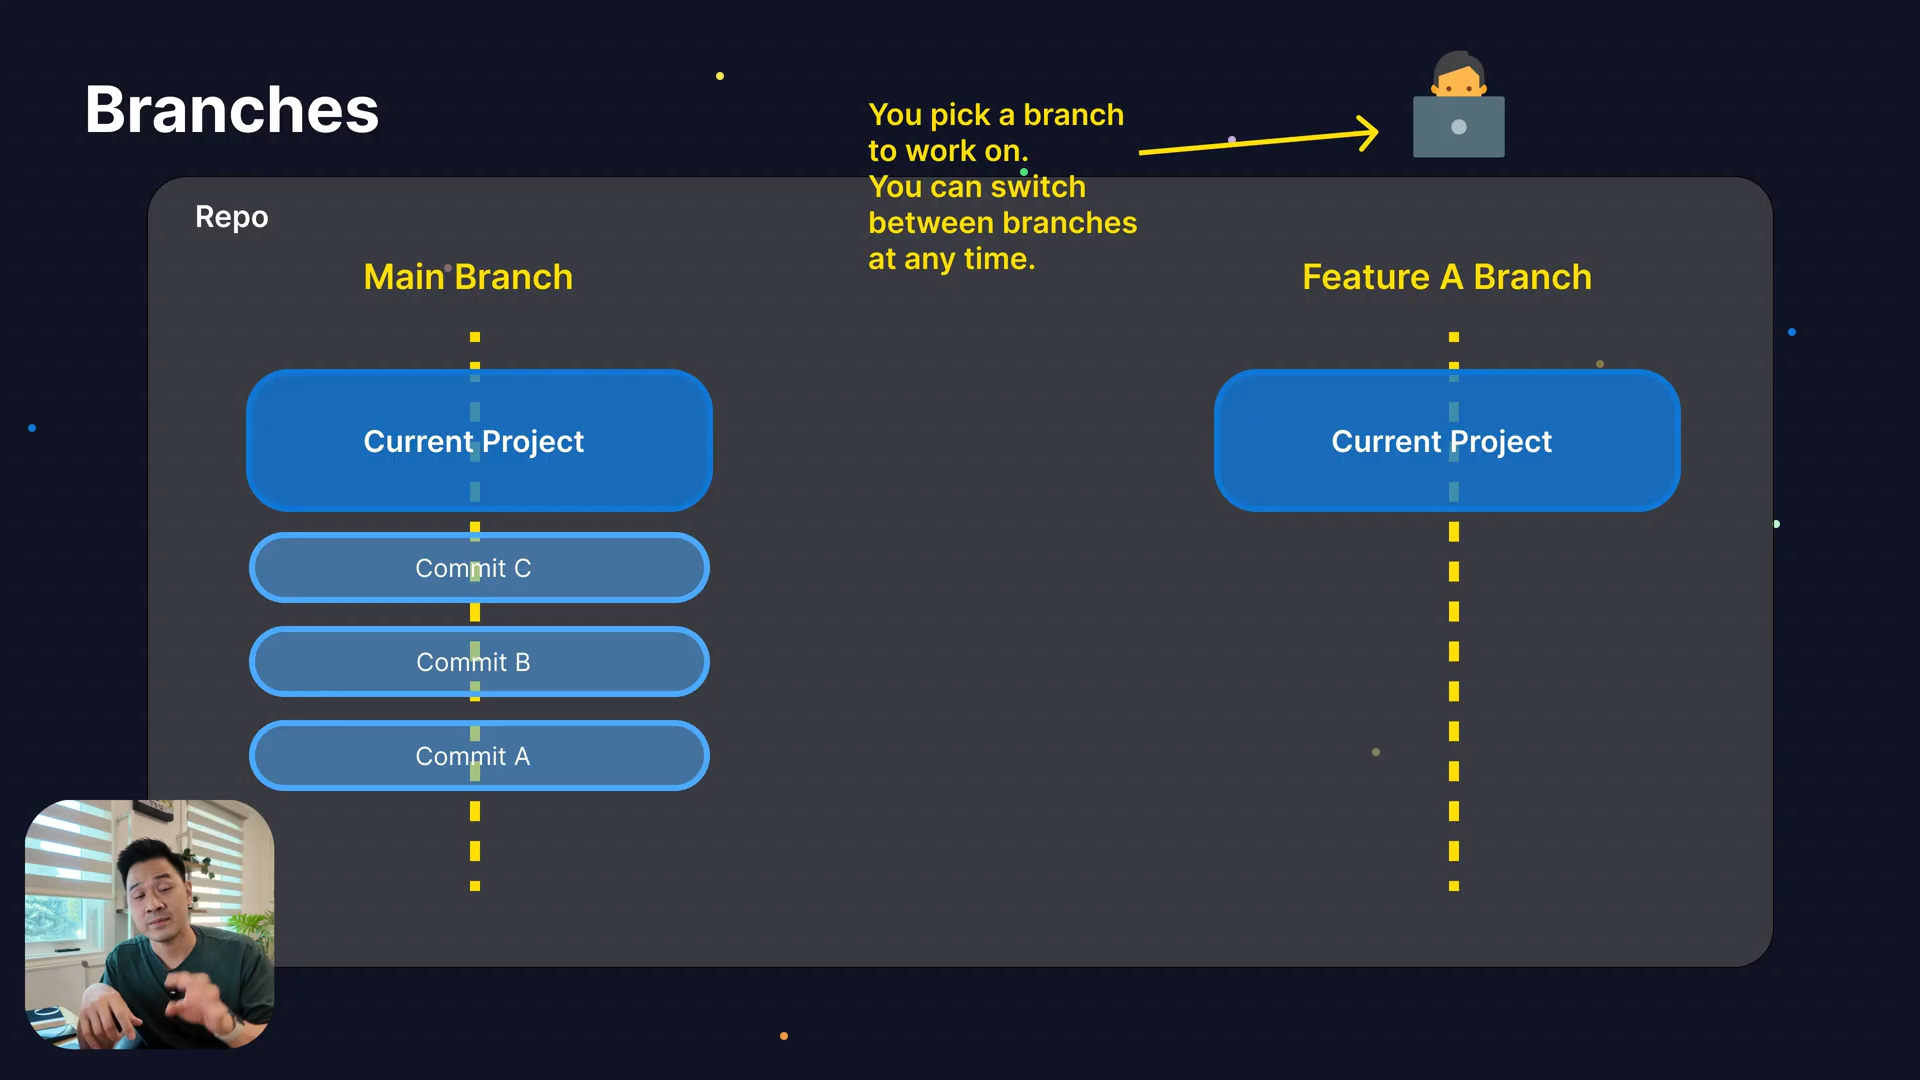 Branches
You pick a branch
to work on.
You can switch
between branches
at any time.
Repo
Main Branch
Feature A Branch
Current Project
Current Project
Commit C
Commit B
Commit A